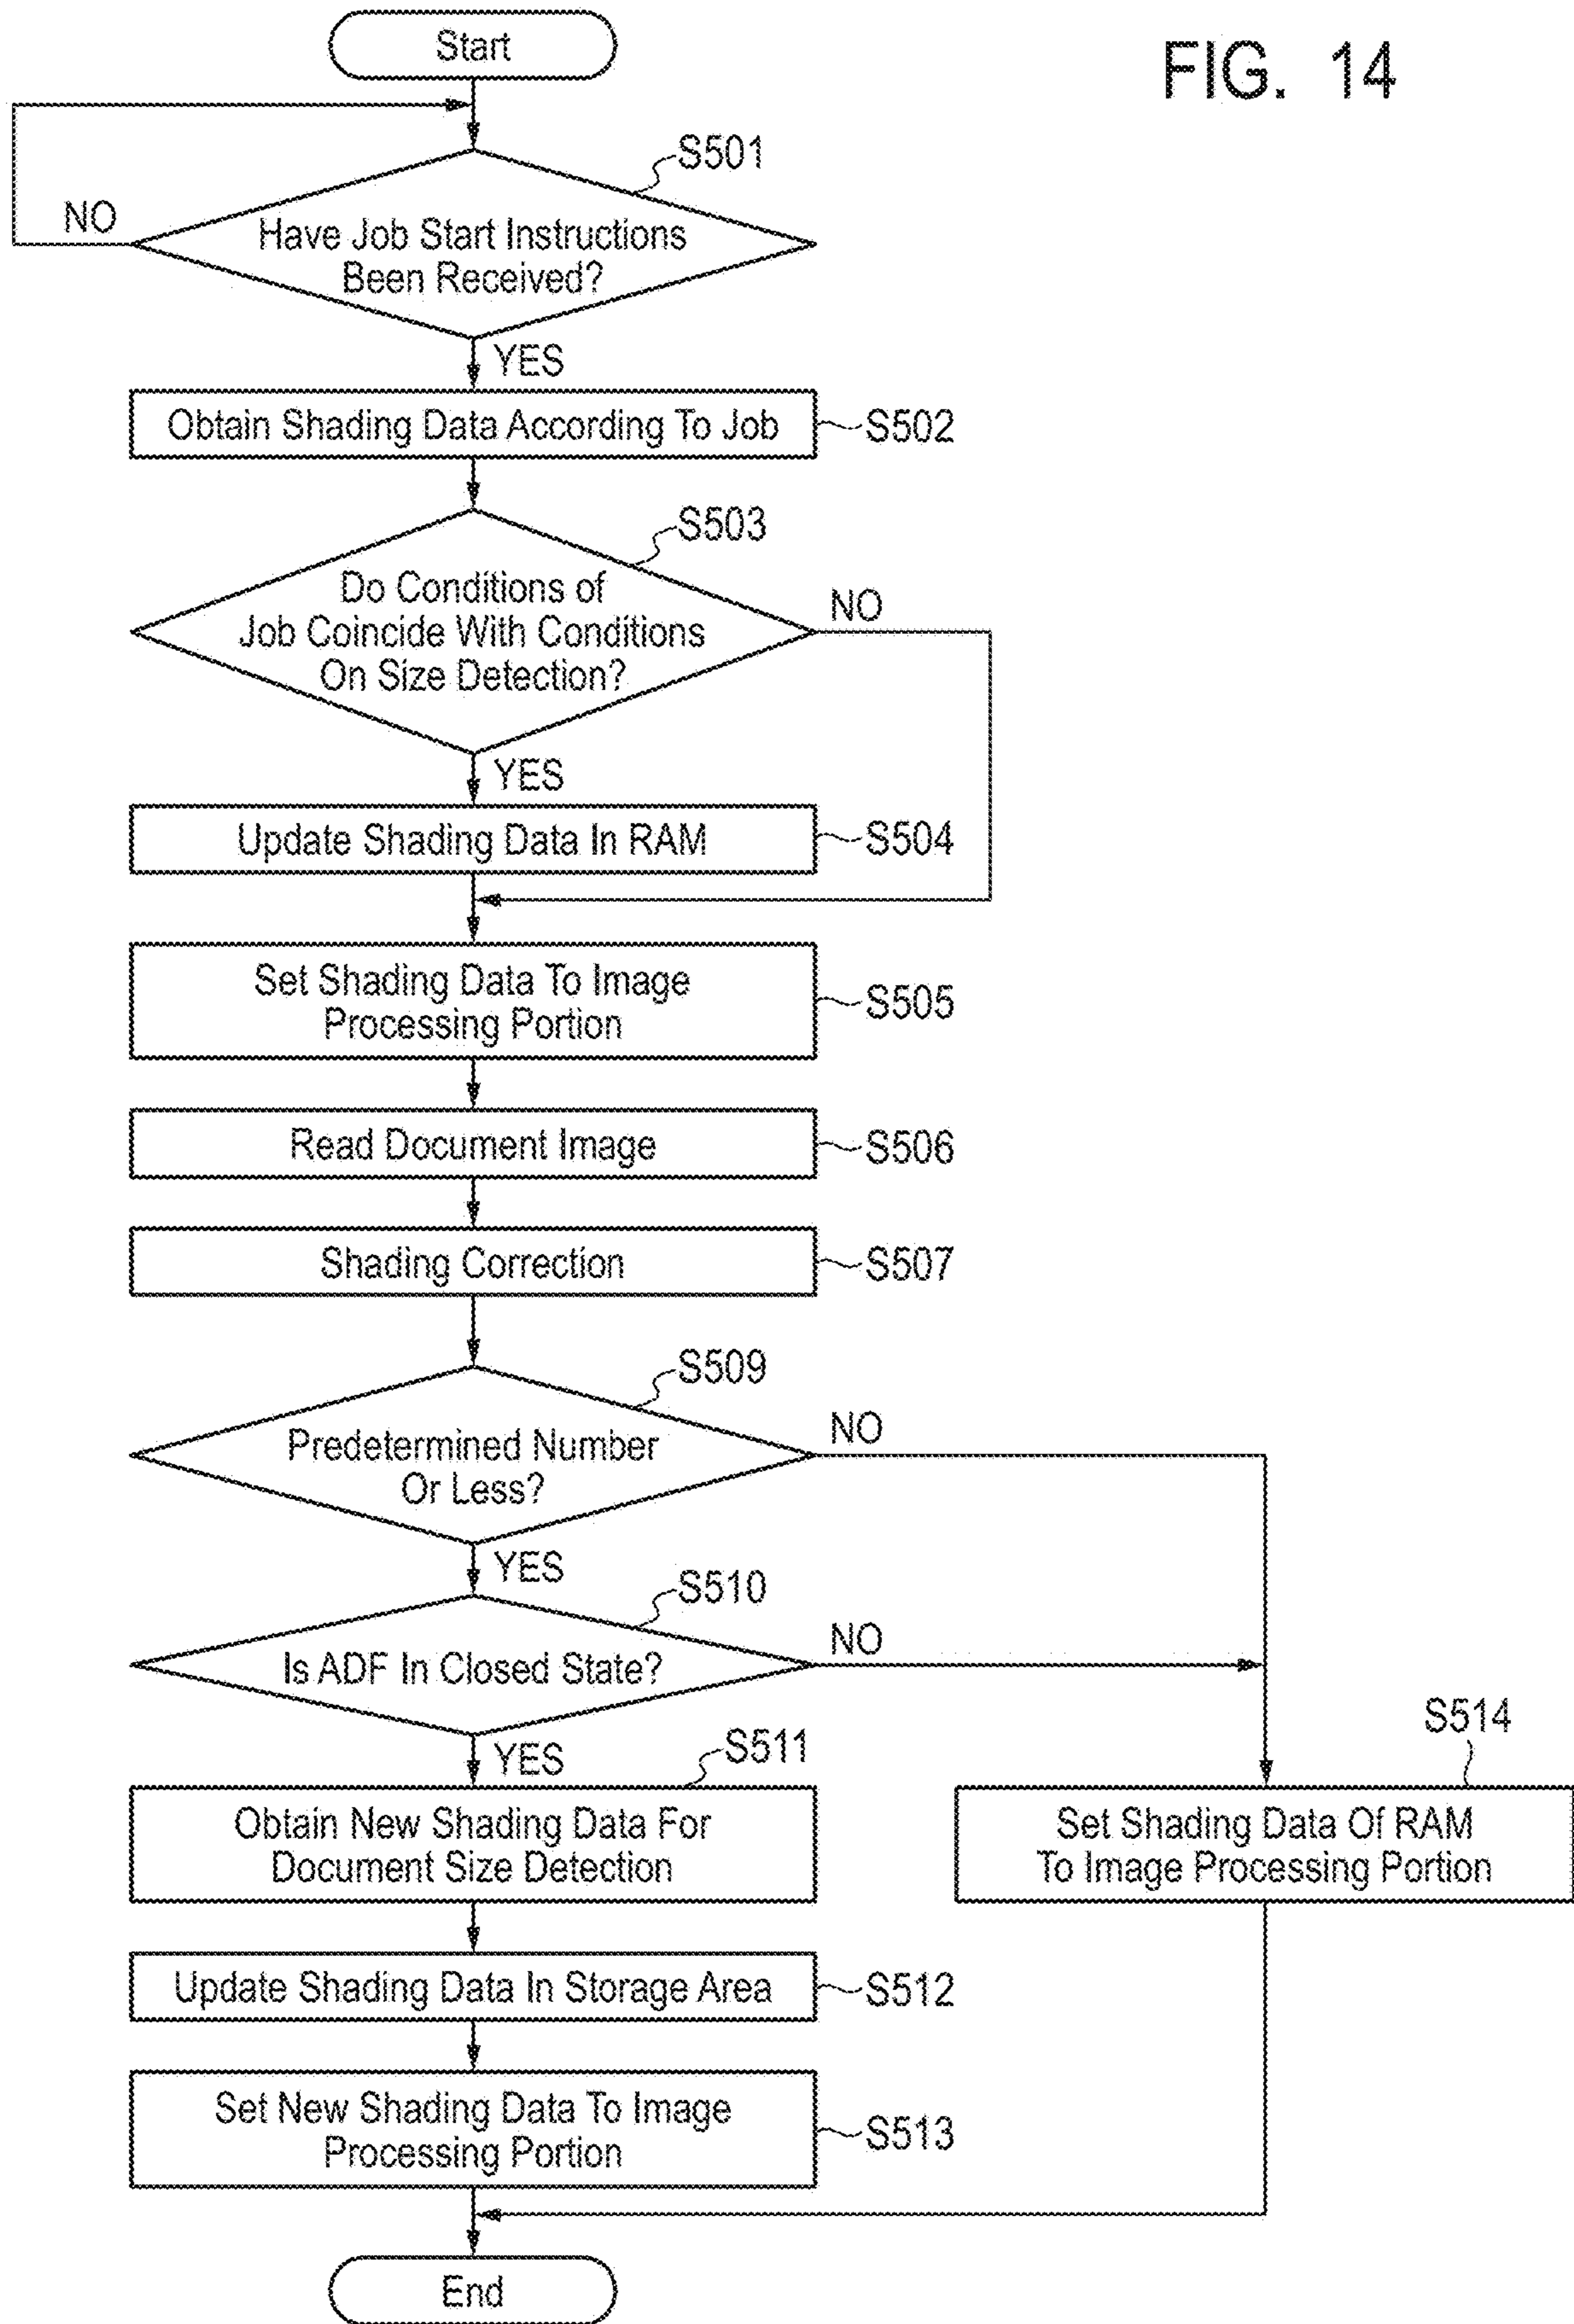 FIG. 14
Start
S501
NO
Have Job Start Instructions
Been Received?
YES
Obtain Shading Data According To Job
S502
S503
Do Conditions of
Job Coincide With Conditions
On Size Detection?
NO
YES
Update Shading Data In RAM
S504
Set Shading Data To Image
Processing Portion
S505
Read Document Image
S506
Shading Correction
S507
S509
Predetermined Number
Or Less?
NO
YES
S510
Is ADF In Closed State?
NO
YES
S511
S514
Obtain New Shading Data For
Document Size Detection
Set Shading Data Of RAM
To Image Processing Portion
Update Shading Data In Storage Area
S512
Set New Shading Data To Image
Processing Portion
S513
End